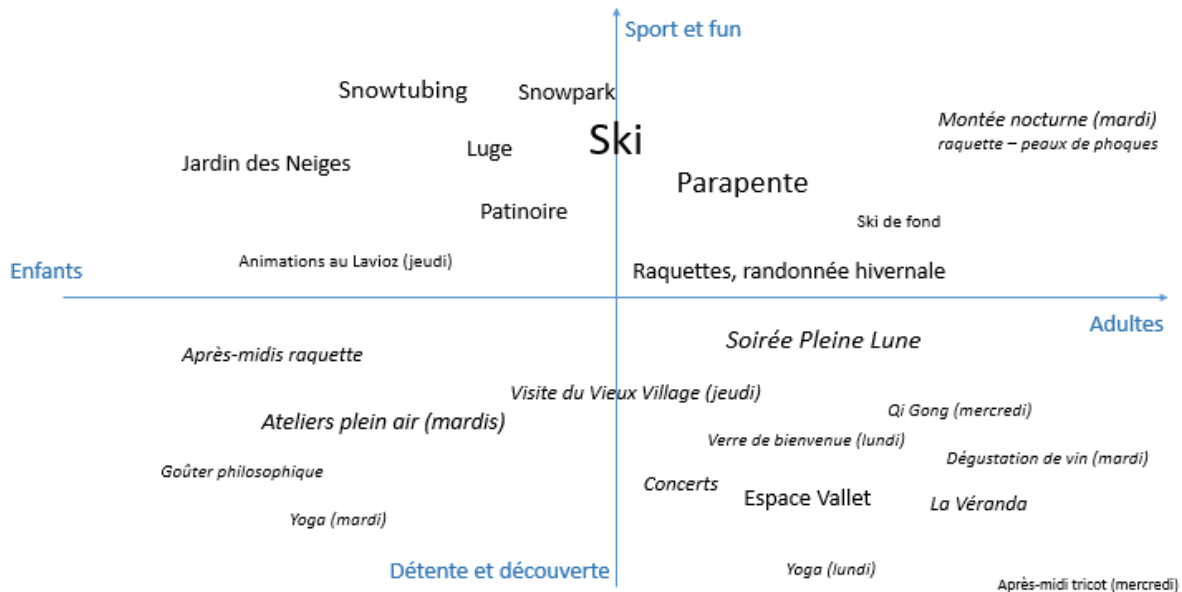 Sport et fun
Snowtubing
Snowpark
Montée nocturne (mardi)
raquette – peaux de phoques
Ski
Luge
Jardin des Neiges
Parapente
Patinoire
Ski de fond
Animations au Lavioz (jeudi)
Enfants
Raquettes, randonnée hivernale
Adultes
Soirée Pleine Lune
Après-midis raquette
Visite du Vieux Village (jeudi)
Qi Gong (mercredi)
Ateliers plein air (mardis)
Verre de bienvenue (lundi)
Dégustation de vin (mardi)
Goûter philosophique
Concerts
Espace Vallet
La Véranda
Yoga (mardi)
Détente et découverte
Yoga (lundi)
Après-midi tricot (mercredi)